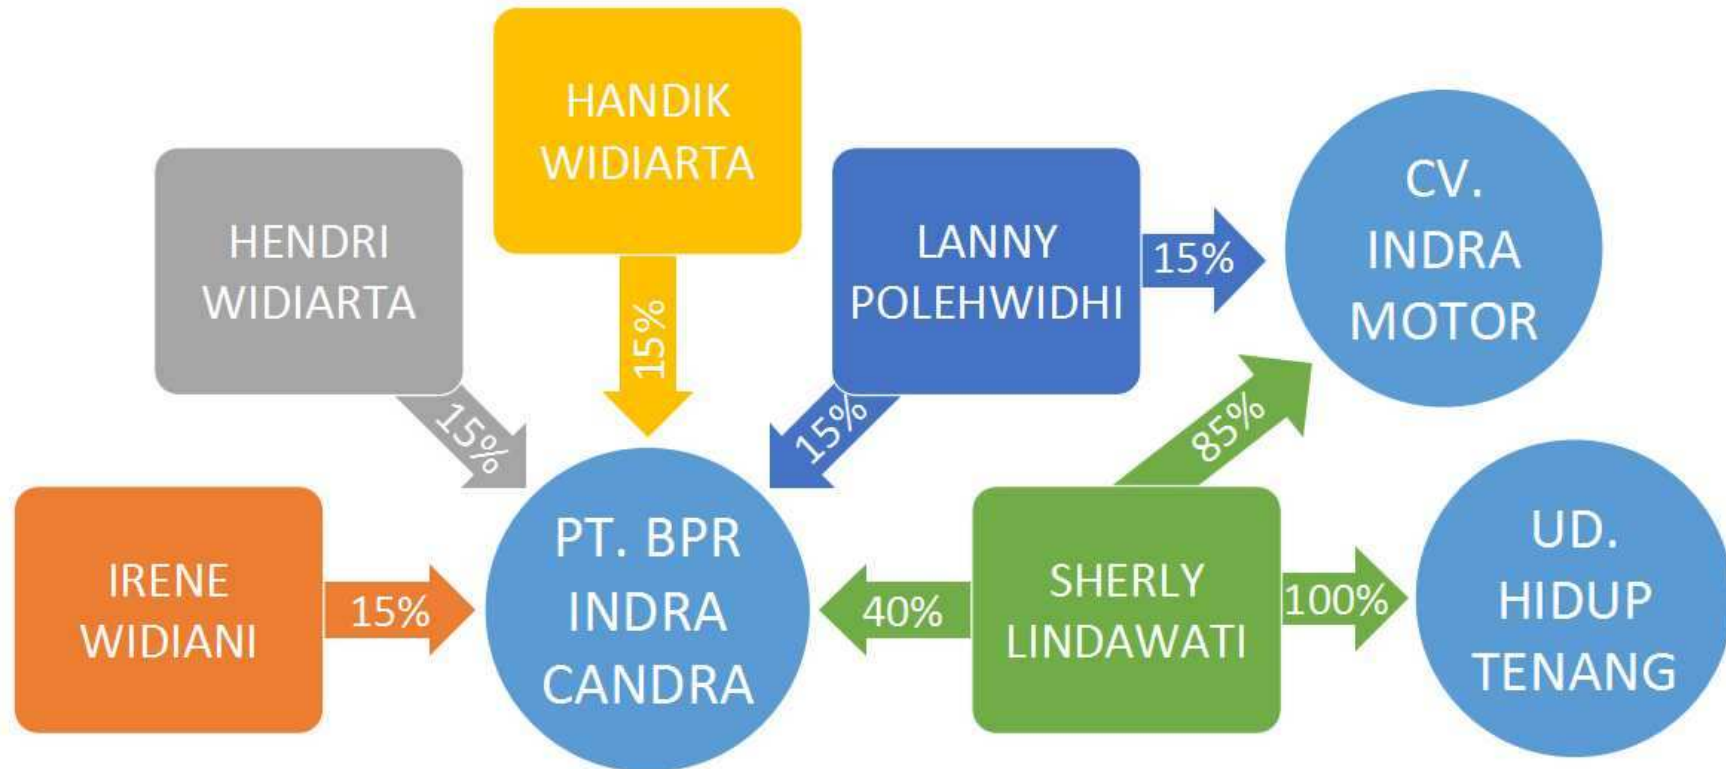 HANDIK
WIDIARTA
15%
HENDRI
WIDIARTA
15%
LANNY
POLEHWIDHI
15%
15%
CV.
INDRA
MOTOR
IRENE
WIDIANI
15%
PT. BPR
INDRA
CANDRA
40%
SHERLY
LINDAWATI
85%
100%
UD.
HIDUP
TENANG